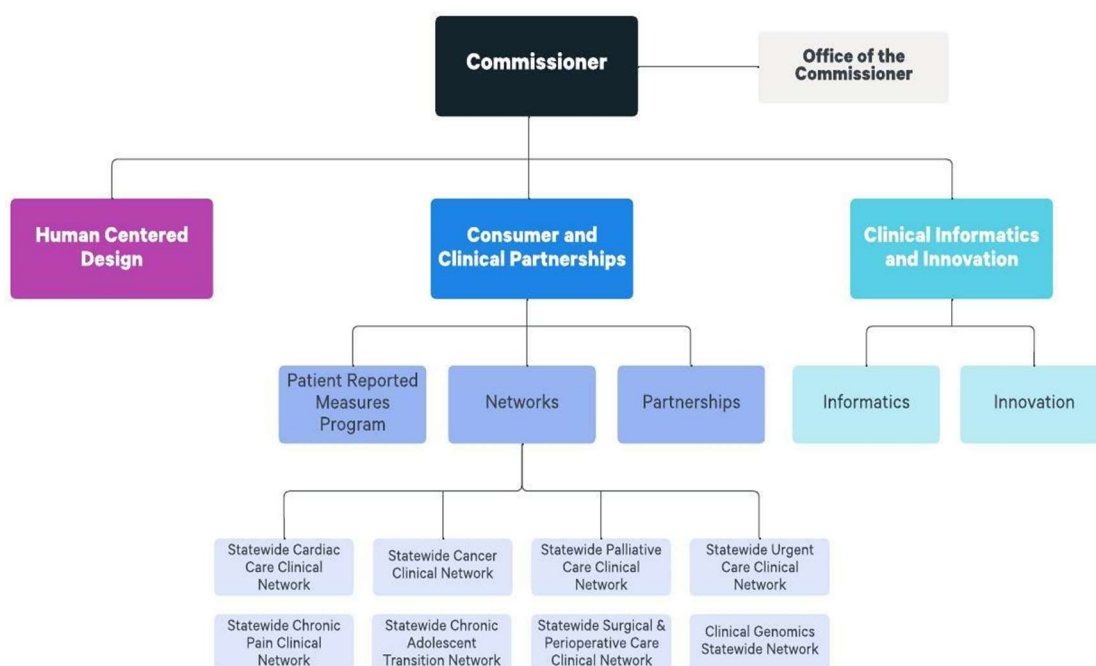 Commissioner
Office of the
Commissioner
Human Centered
Design
Consumer and
Clinical Partnerships
Clinical Informatics
and Innovation
Patient Reported
Measures
Program
Networks
Partnerships
Informatics
Innovation
Statewide Cardiac
Care Clinical
Network
Statewide Cancer
Clinical Network
Statewide Palliative
Care Clinical
Network
Statewide Urgent
Care Clinical
Network
Statewide Chronic
Pain Clinical
Network
Statewide Chronic
Adolescent
Transition Network
Statewide Surgical &
Perioperative Care
Clinical Network
Clinical Genomics
Statewide Network